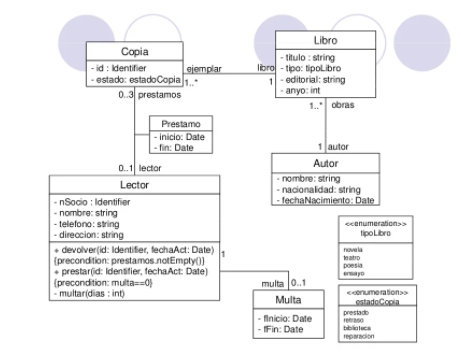 Copia
- id : Identifier
- estado: estadoCopia
ejemplar
1..*
libro
1
Libro
- titulo : string
- tipo: tipoLibro
- editorial: string
- anyo: int
0..3 prestamos
1..* obras
Prestamo
- inicio: Date
- fin: Date
1 autor
Autor
- nombre: string
- nacionalidad: string
- fechaNacimiento: Date
0..1 lector
Lector
- nSocio : Identifier
- nombre: string
- telefono: string
- direccion: string
+ devolver(id: Identifier, fechaAct: Date)
{precondition: prestamos.notEmpty()}
+ prestar(id: Identifier, fechaAct: Date)
{precondition: multa==0}
- multar(dias : int)
1
multa 0..1
Multa
- fInicio: Date
- fFin: Date
<<enumeration>>
tipoLibro
novela
teatro
poesia
ensayo
<<enumeration>>
estadoCopia
prestado
retraso
biblioteca
reparacion